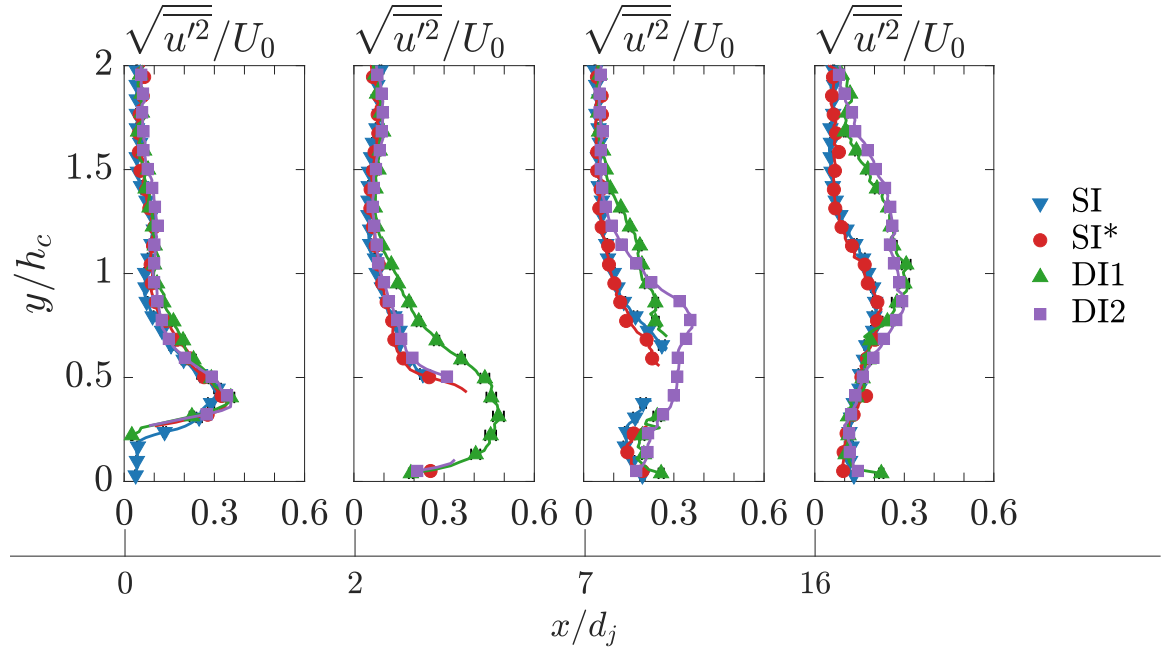 √u′²/U₀ √u′²/U₀ √u′²/U₀ √u′²/U₀
2
1.5
1
0.5
0
y/h_c
0 0.3 0.6 0 0.3 0.6 0 0.3 0.6 0 0.3 0.6
0 2 7 16
x/d_j
SI
SI*
DI1
DI2